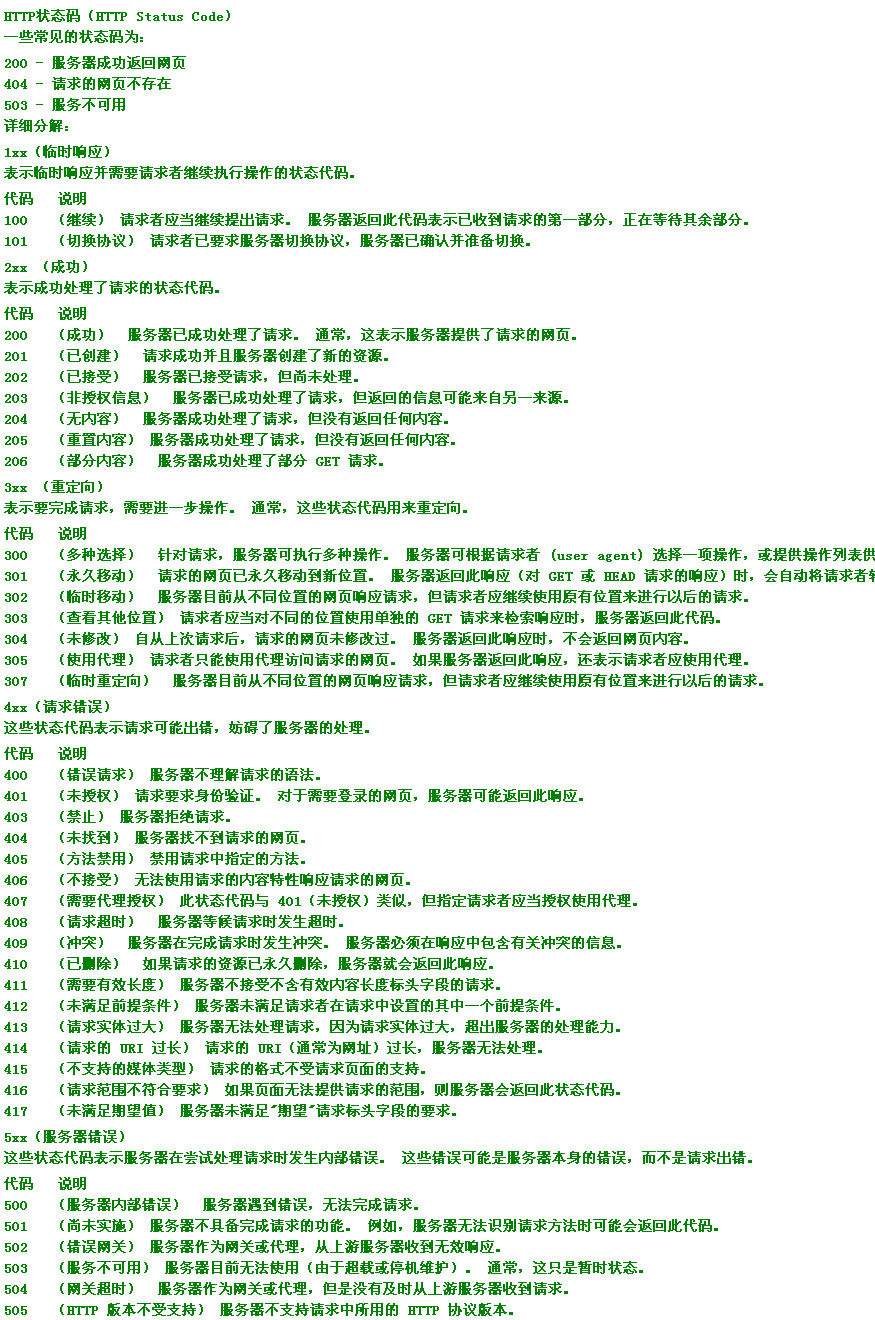 HTTP状态码（HTTP Status Code）
一些常见的状态码为：
200 - 服务器成功返回网页
404 - 请求的网页不存在
503 - 服务不可用
详细分解：
1xx（临时响应）
表示临时响应并需要请求者继续执行操作的状态代码。
代码 说明
100 （继续） 请求者应当继续提出请求。 服务器返回此代码表示已收到请求的第一部分，正在等待其余部分。
101 （切换协议） 请求者已要求服务器切换协议，服务器已确认并准备切换。
2xx （成功）
表示成功处理了请求的状态代码。
代码 说明
200 （成功） 服务器已成功处理了请求。 通常，这表示服务器提供了请求的网页。
201 （已创建） 请求成功并且服务器创建了新的资源。
202 （已接受） 服务器已接受请求，但尚未处理。
203 （非授权信息） 服务器已成功处理了请求，但返回的信息可能来自另一来源。
204 （无内容） 服务器成功处理了请求，但没有返回任何内容。
205 （重置内容） 服务器成功处理了请求，但没有返回任何内容。
206 （部分内容） 服务器成功处理了部分 GET 请求。
3xx （重定向）
表示要完成请求，需要进一步操作。 通常，这些状态代码用来重定向。
代码 说明
300 （多种选择） 针对请求，服务器可执行多种操作。 服务器可根据请求者 (user agent) 选择一项操作，或提供操作列表供
301 （永久移动） 请求的网页已永久移动到新位置。 服务器返回此响应（对 GET 或 HEAD 请求的响应）时，会自动将请求者
302 （临时移动） 服务器目前从不同位置的网页响应请求，但请求者应继续使用原有位置来进行以后的请求。
303 （查看其他位置） 请求者应当对不同的位置使用单独的 GET 请求来检索响应时，服务器返回此代码。
304 （未修改） 自从上次请求后，请求的网页未修改过。 服务器返回此响应时，不会返回网页内容。
305 （使用代理） 请求者只能使用代理访问请求的网页。 如果服务器返回此响应，还表示请求者应使用代理。
307 （临时重定向） 服务器目前从不同位置的网页响应请求，但请求者应继续使用原有位置来进行以后的请求。
4xx（请求错误）
这些状态代码表示请求可能出错，妨碍了服务器的处理。
代码 说明
400 （错误请求） 服务器不理解请求的语法。
401 （未授权） 请求要求身份验证。 对于需要登录的网页，服务器可能返回此响应。
403 （禁止） 服务器拒绝请求。
404 （未找到） 服务器找不到请求的网页。
405 （方法禁用） 禁用请求中指定的方法。
406 （不接受） 无法使用请求的内容特性响应请求的网页。
407 （需要代理授权） 此状态代码与 401（未授权）类似，但指定请求者应当授权使用代理。
408 （请求超时） 服务器等候请求时发生超时。
409 （冲突） 服务器在完成请求时发生冲突。 服务器必须在响应中包含有关冲突的信息。
410 （已删除） 如果请求的资源已永久删除，服务器就会返回此响应。
411 （需要有效长度） 服务器不接受不含有效内容长度标头字段的请求。
412 （未满足前提条件） 服务器未满足请求者在请求中设置的其中一个前提条件。
413 （请求实体过大） 服务器无法处理请求，因为请求实体过大，超出服务器的处理能力。
414 （请求的 URI 过长） 请求的 URI（通常为网址）过长，服务器无法处理。
415 （不支持的媒体类型） 请求的格式不受请求页面的支持。
416 （请求范围不符合要求） 如果页面无法提供请求的范围，则服务器会返回此状态代码。
417 （未满足期望值） 服务器未满足"期望"请求标头字段的要求。
5xx（服务器错误）
这些状态代码表示服务器在尝试处理请求时发生内部错误。 这些错误可能是服务器本身的错误，而不是请求出错。
代码 说明
500 （服务器内部错误） 服务器遇到错误，无法完成请求。
501 （尚未实施） 服务器不具备完成请求的功能。 例如，服务器无法识别请求方法时可能会返回此代码。
502 （错误网关） 服务器作为网关或代理，从上游服务器收到无效响应。
503 （服务不可用） 服务器目前无法使用（由于超载或停机维护）。 通常，这只是暂时状态。
504 （网关超时） 服务器作为网关或代理，但是没有及时从上游服务器收到请求。
505 （HTTP 版本不受支持） 服务器不支持请求中所用的 HTTP 协议版本。